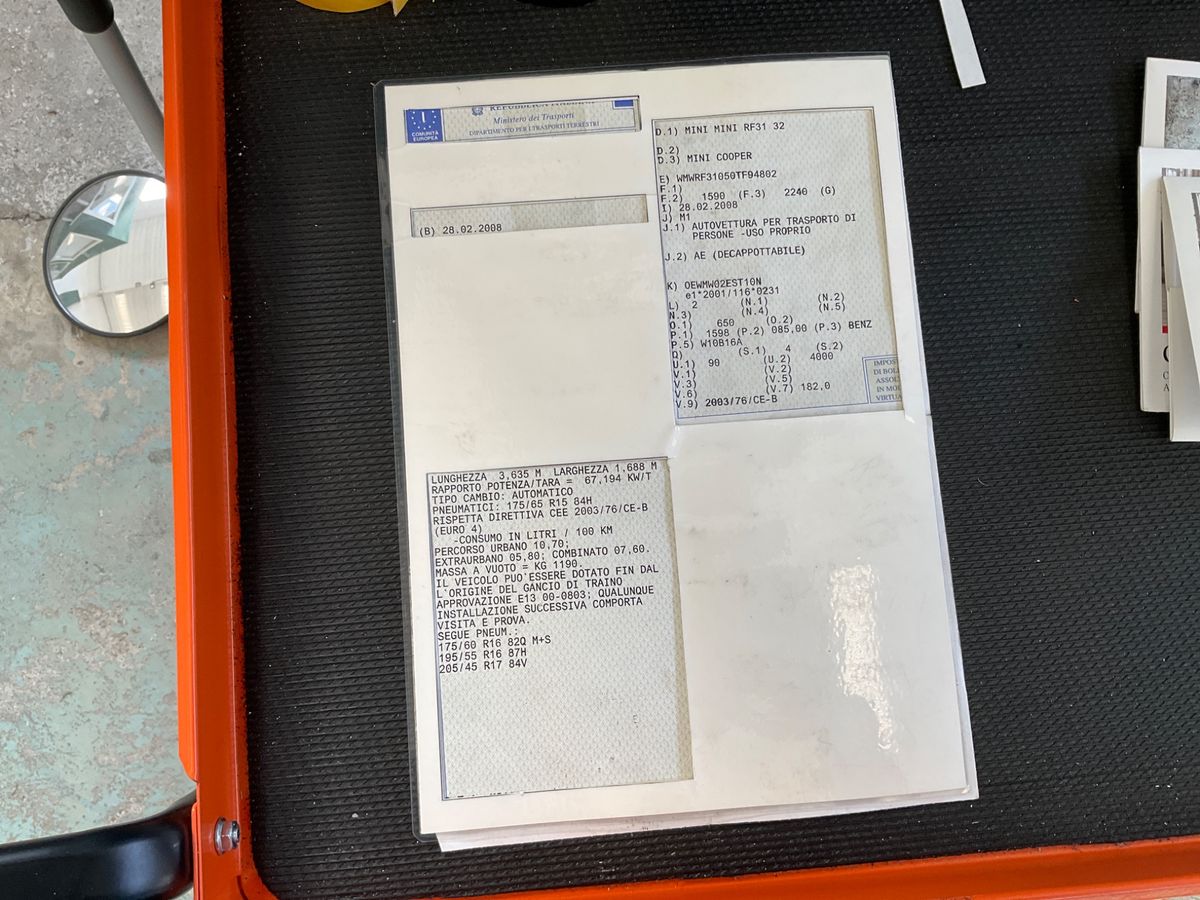 I
COMUNITÀ
EUROPEA
Ministero dei Trasporti
DIPARTIMENTO PER I TRASPORTI TERRESTRI
(B) 28.02.2008
D.1) MINI MINI RF31 32
D.2)
D.3) MINI COOPER
E) WMWRF31050TF94802
F.1)
F.2) 1590 (F.3) 2240 (G)
I) 28.02.2008
J) M1
J.1) AUTOVETTURA PER TRASPORTO DI
PERSONE -USO PROPRIO
J.2) AE (DECAPPOTTABILE)
K) OEWMW02EST10N
e1*2001/116*0231
L) 2 (N.1) (N.2)
N.3) (N.4) (N.5)
O.1) 650 (O.2)
P.1) 1598 (P.2) 085,00 (P.3) BENZ
P.5) W10B16A
Q) (S.1) 4 (S.2)
U.1) 90 (U.2) 4000
V.1) (V.2)
V.3) (V.5)
V.6) (V.7) 182,0
V.9) 2003/76/CE-B
IMPOS
DI BOL
ASSOL
IN MO
VIRTUA
LUNGHEZZA 3,635 M LARGHEZZA 1,688 M
RAPPORTO POTENZA/TARA = 67,194 KW/T
TIPO CAMBIO: AUTOMATICO
PNEUMATICI: 175/65 R15 84H
RISPETTA DIRETTIVA CEE 2003/76/CE-B
(EURO 4)
-CONSUMO IN LITRI / 100 KM
PERCORSO URBANO 10,70;
EXTRAURBANO 05,80; COMBINATO 07,60.
MASSA A VUOTO = KG 1190.
IL VEICOLO PUO'ESSERE DOTATO FIN DAL
L'ORIGINE DEL GANCIO DI TRAINO
APPROVAZIONE E13 00-0803; QUALUNQUE
INSTALLAZIONE SUCCESSIVA COMPORTA
VISITA E PROVA.
SEGUE PNEUM.:
175/60 R16 82Q M+S
195/55 R16 87H
205/45 R17 84V